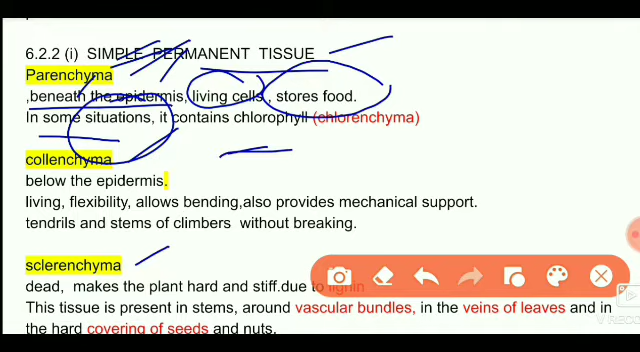 6.2.2 (i) SIMPLE PERMANENT TISSUE
Parenchyma
,beneath the epidermis, living cells , stores food.
In some situations, it contains chlorophyll (chlorenchyma)
collenchyma
below the epidermis.
living, flexibility, allows bending,also provides mechanical support.
tendrils and stems of climbers without breaking.
sclerenchyma
dead, makes the plant hard and stiff.due to lignin
This tissue is present in stems, around vascular bundles, in the veins of leaves and in
the hard covering of seeds and nuts.